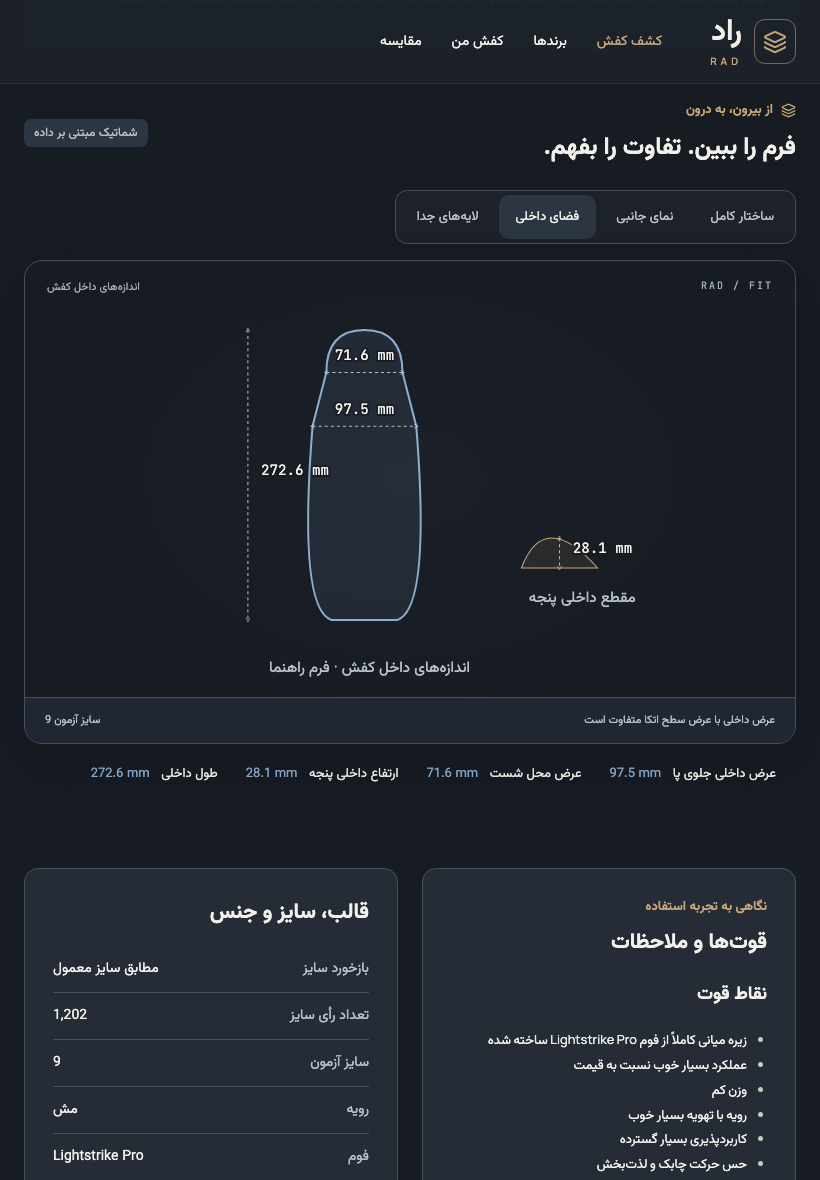 راد
RAD
کشف کفش
برندها
کفش من
مقایسه
از بیرون، به درون
فرم را ببین. تفاوت را بفهم.
شماتیک مبتنی بر داده
ساختار کامل
نمای جانبی
فضای داخلی
لایه‌های جدا
RAD / FIT
اندازه‌های داخل کفش
71.6 mm
97.5 mm
272.6 mm
28.1 mm
مقطع داخلی پنجه
اندازه‌های داخل کفش · فرم راهنما
عرض داخلی با عرض سطح اتکا متفاوت است
سایز آزمون 9
عرض داخلی جلوی پا 97.5 mm
عرض محل شست 71.6 mm
ارتفاع داخلی پنجه 28.1 mm
طول داخلی 272.6 mm
نگاهی به تجربه استفاده
قوت‌ها و ملاحظات
نقاط قوت
زیره میانی کاملاً از فوم Lightstrike Pro ساخته شده
عملکرد بسیار خوب نسبت به قیمت
وزن کم
رویه با تهویه بسیار خوب
کاربردپذیری بسیار گسترده
حس حرکت چابک و لذت‌بخش
قالب، سایز و جنس
بازخورد سایز مطابق سایز معمول
تعداد رأی سایز 1,202
سایز آزمون 9
رویه مش
فوم Lightstrike Pro